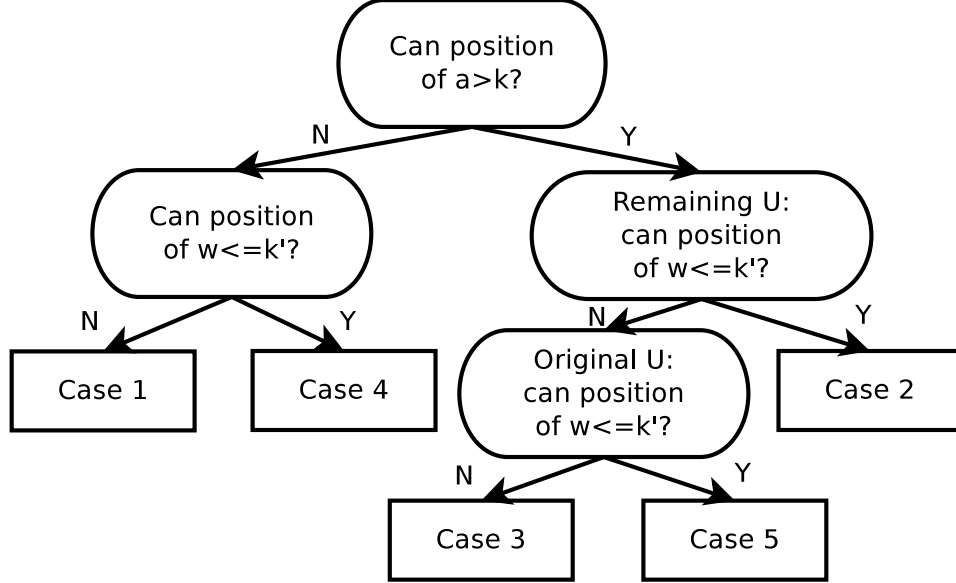 Can position
of a>k?
N
Y
Can position
of w<=k'?
Remaining U:
can position
of w<=k'?
N
Y
N
Y
Case 1
Case 4
Original U:
can position
of w<=k'?
Case 2
N
Y
Case 3
Case 5